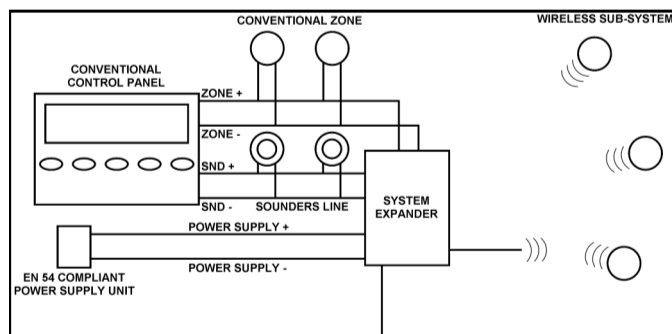 CONVENTIONAL ZONE
WIRELESS SUB-SYSTEM
CONVENTIONAL
CONTROL PANEL
ZONE +
ZONE -
SND +
SND -
SOUNDERS LINE
SYSTEM
EXPANDER
POWER SUPPLY +
POWER SUPPLY -
EN 54 COMPLIANT
POWER SUPPLY UNIT